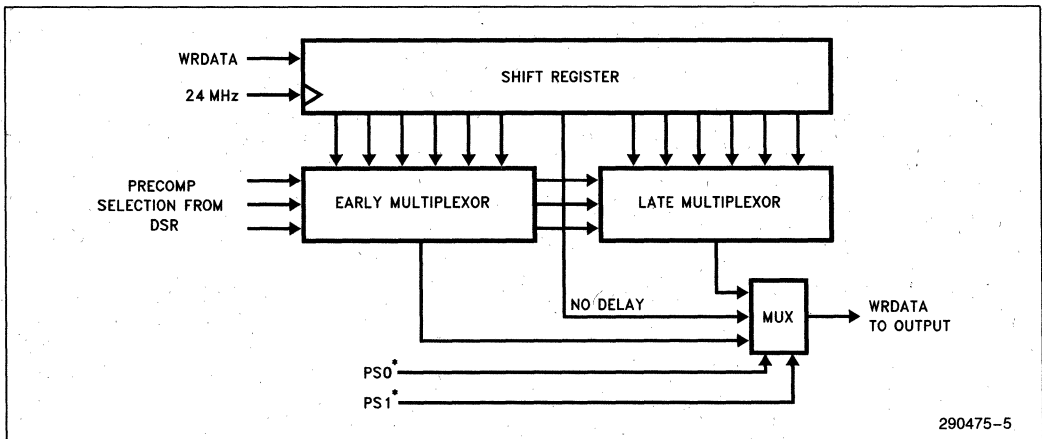 WRDATA
24 MHz
SHIFT REGISTER
PRECOMP
SELECTION FROM
DSR
EARLY MULTIPLEXOR
LATE MULTIPLEXOR
NO DELAY
MUX
WRDATA
TO OUTPUT
PS0*
PS1*
290475-5